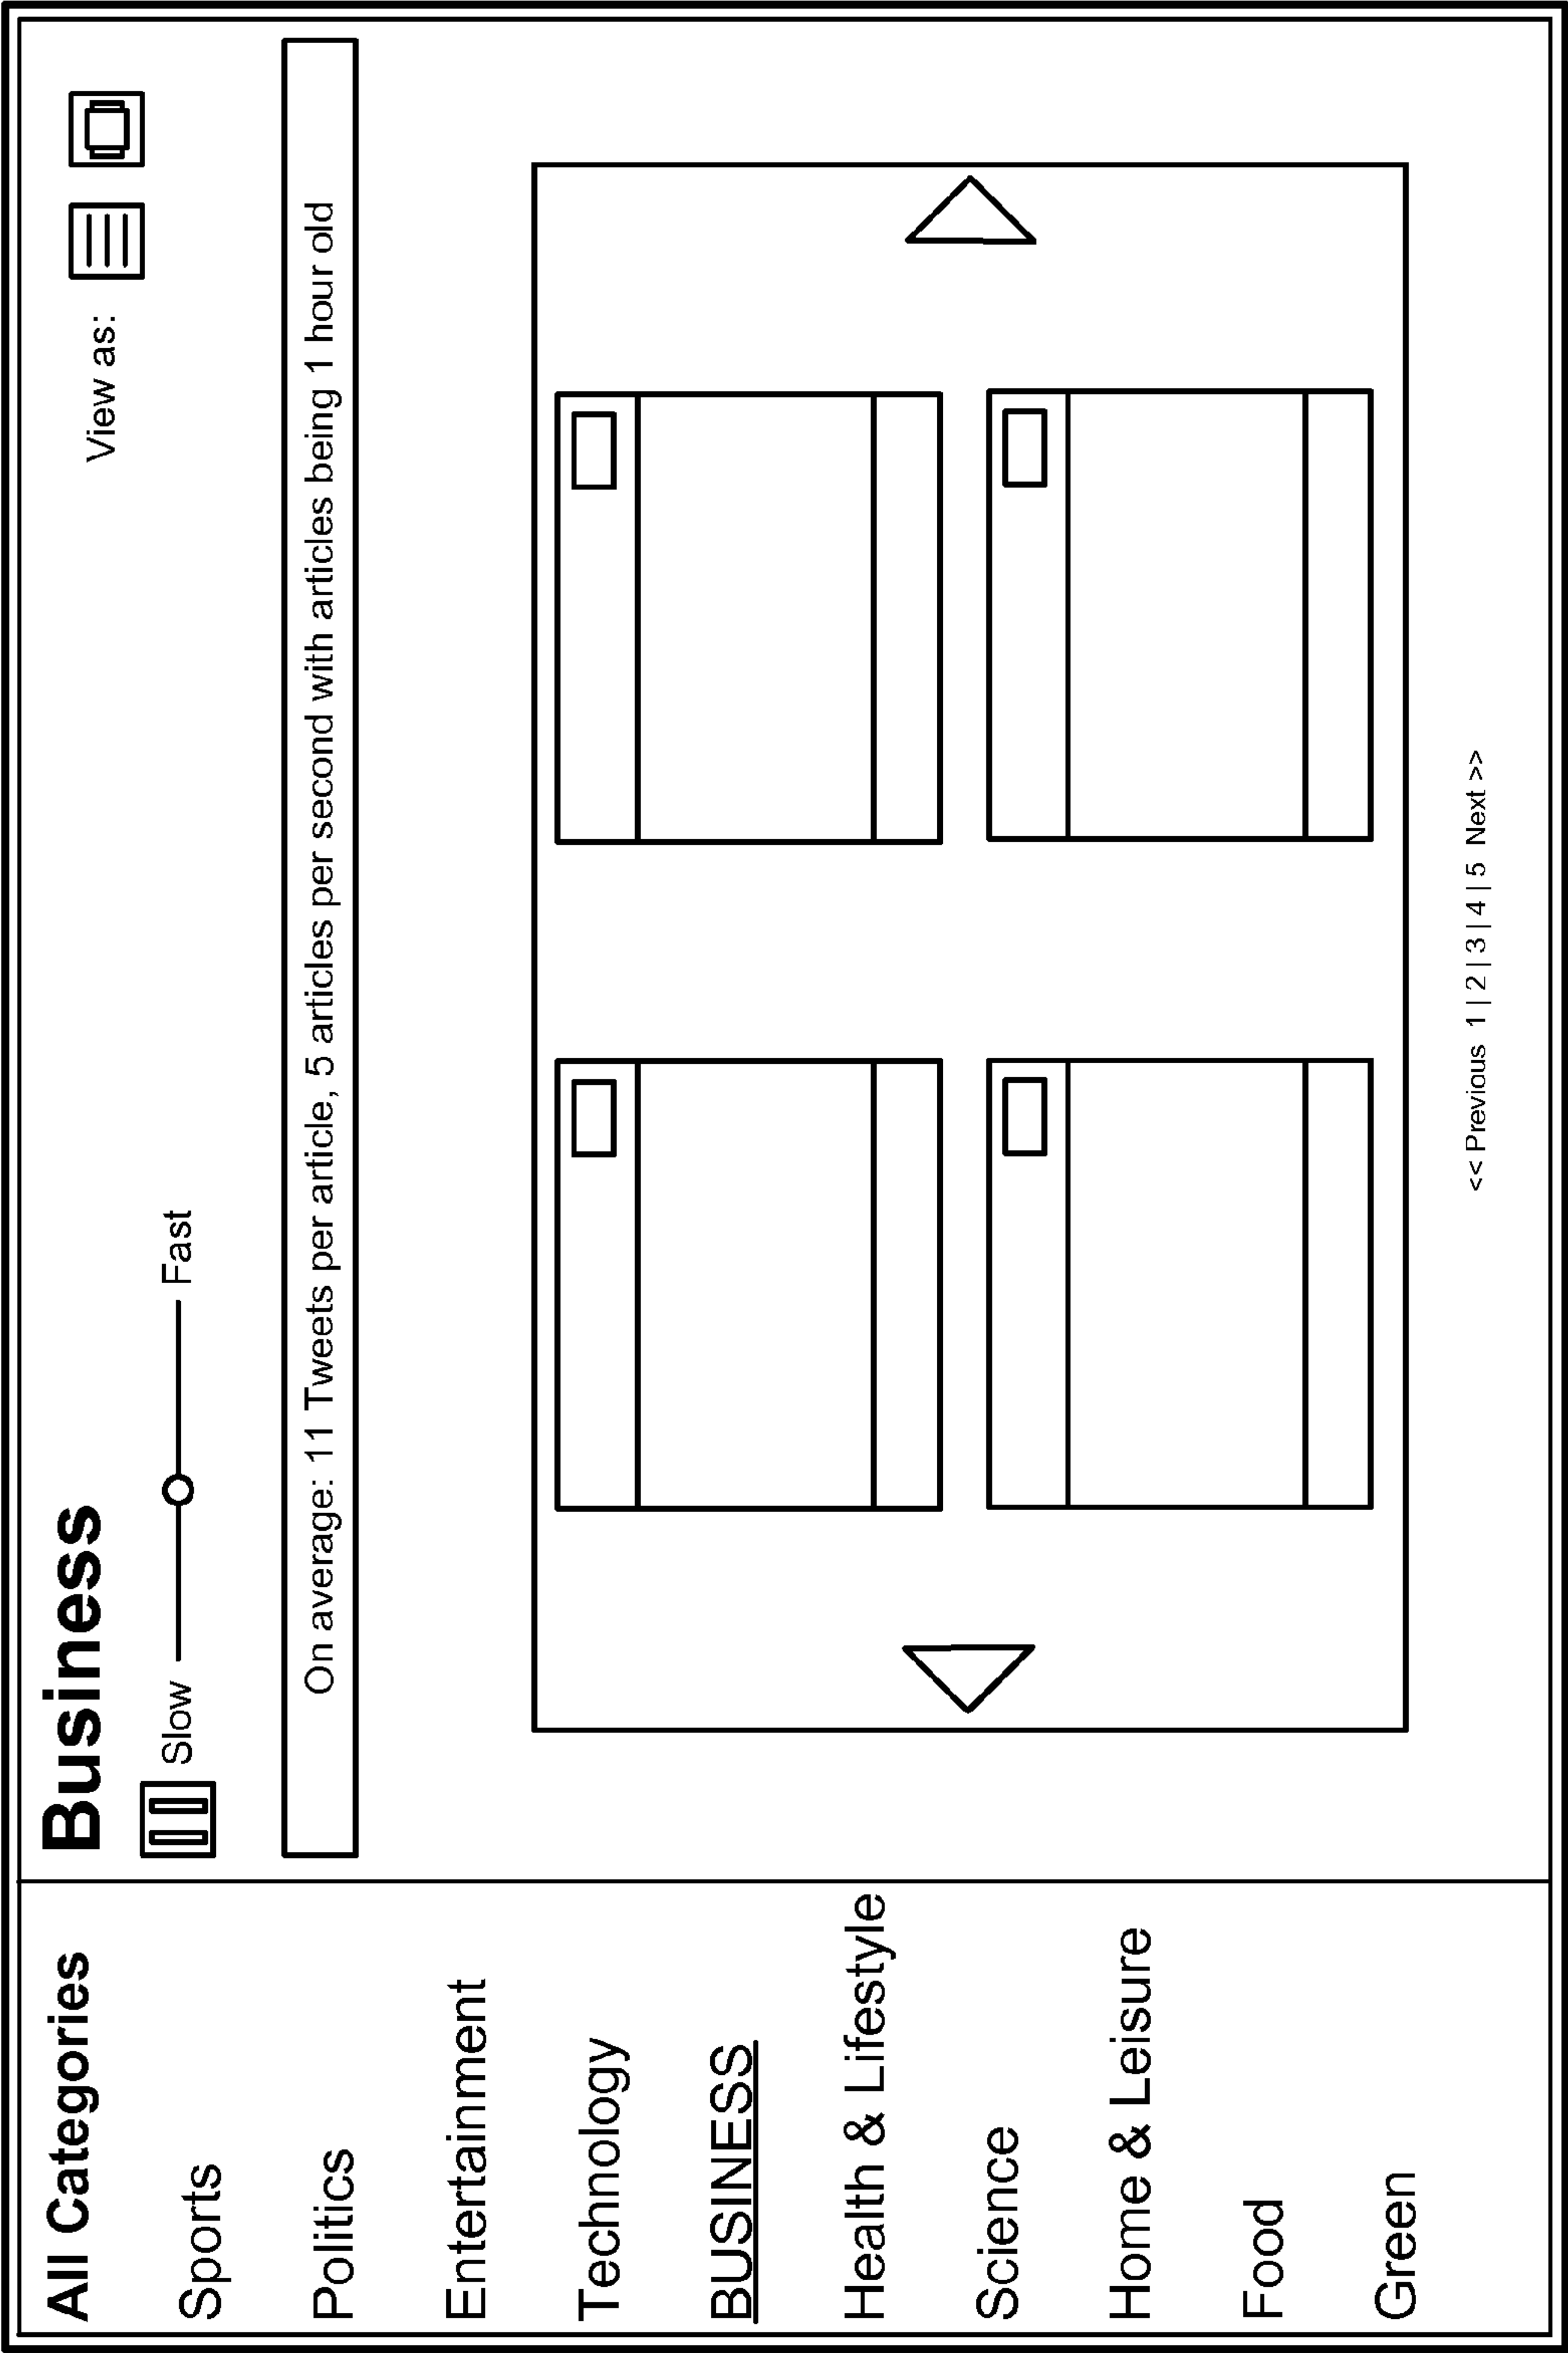 All Categories
Sports
Politics
Entertainment
Technology
BUSINESS
Health & Lifestyle
Science
Home & Leisure
Food
Green
Business
Slow
Fast
View as:
On average: 11 Tweets per article, 5 articles per second with articles being 1 hour old
<< Previous 1 | 2 | 3 | 4 | 5 Next >>